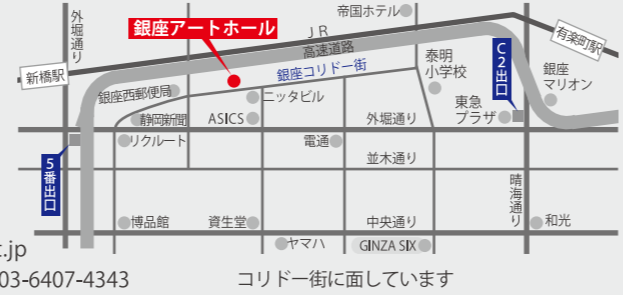 帝国ホテル
外堀通り
銀座アートホール
JR
有楽町駅
高速道路
C2出口
新橋駅
銀座コリドー街
泰明
小学校
銀座
マリオン
銀座西郵便局
ニッタビル
東急
プラザ
静岡新聞
ASICS
外堀通り
リクルート
電通
5番出口
並木通り
晴海通り
博品館
資生堂
中央通り
和光
ヤマハ
GINZA SIX
.jp
03-6407-4343
コリドー街に面しています